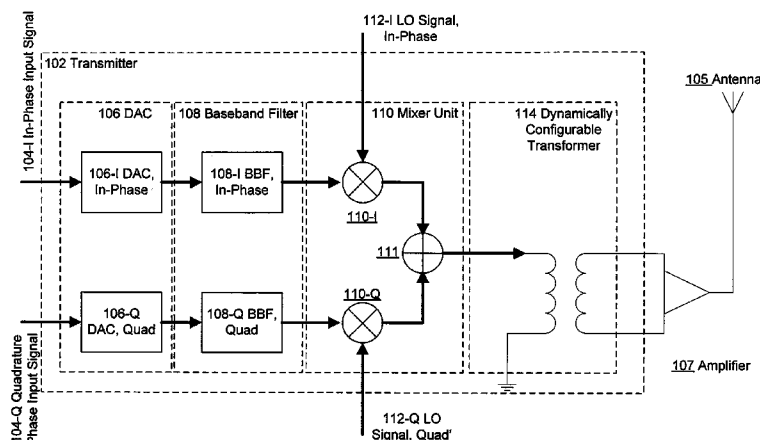 112-I LO Signal,
In-Phase
102 Transmitter
105 Antenna
104-I In-Phase Input Signal
106 DAC
108 Baseband Filter
110 Mixer Unit
114 Dynamically
Configurable
Transformer
106-I DAC,
In-Phase
108-I BBF,
In-Phase
110-I
111
110-Q
106-Q
DAC, Quad
108-Q BBF,
Quad
104-Q Quadrature
Phase Input Signal
107 Amplifier
112-Q LO
Signal, Quad'